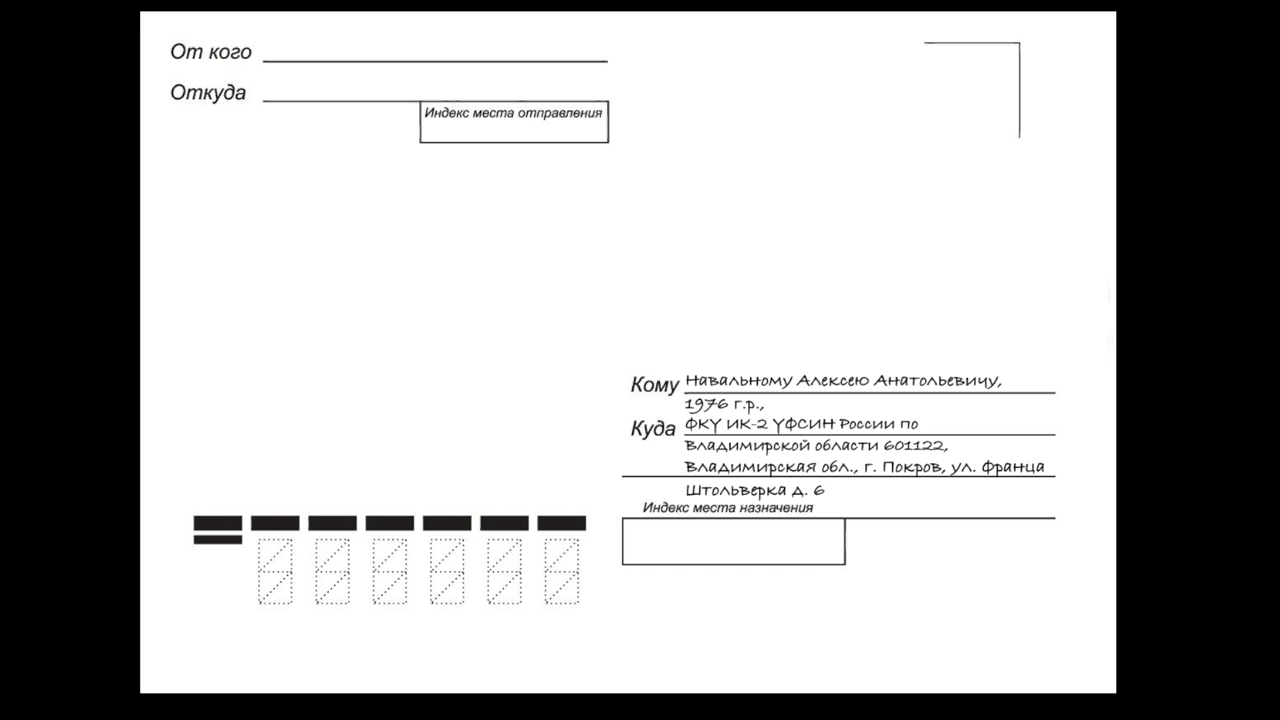 От кого
Откуда
Индекс места отправления
Кому Навальному Алексею Анатольевичу,
1976 г.р.,
Куда ФКУ ИК-2 УФСИН России по
Владимирской области 601122,
Владимирская обл., г. Покров, ул. Франца
Штольверка д. 6
Индекс места назначения